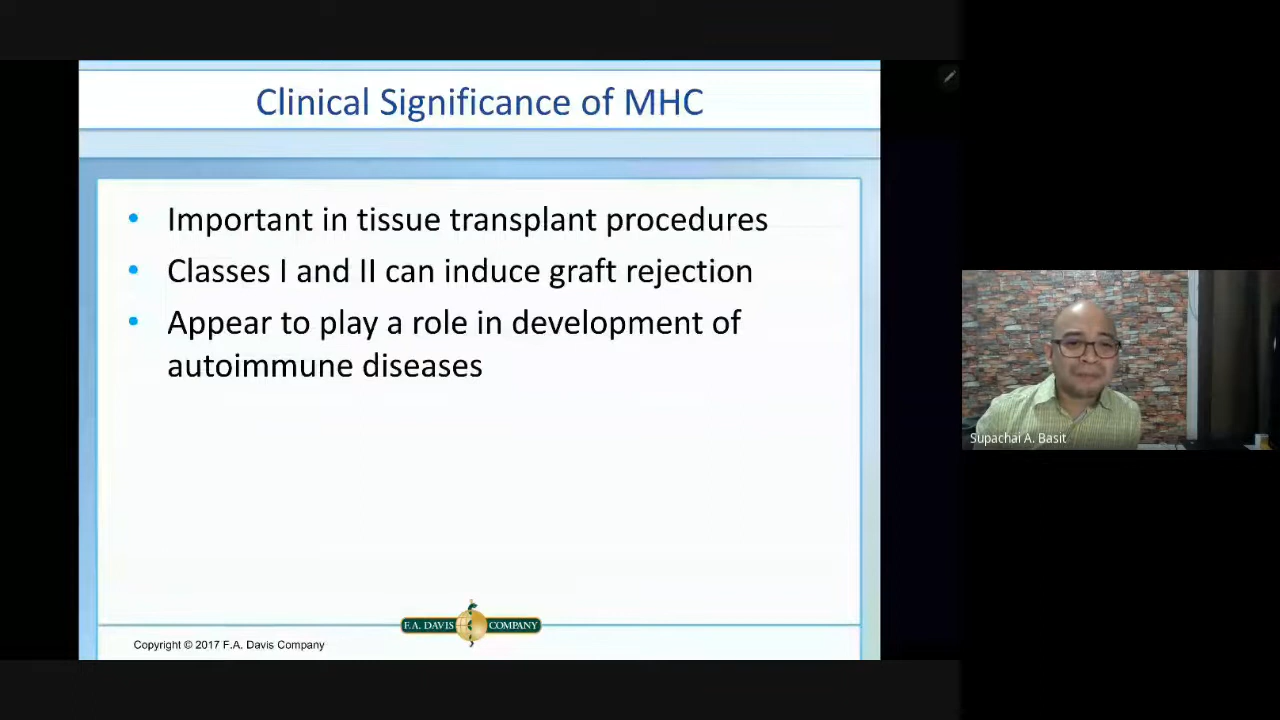 Clinical Significance of MHC
• Important in tissue transplant procedures
• Classes I and II can induce graft rejection
• Appear to play a role in development of
autoimmune diseases
F.A. DAVIS COMPANY
Copyright © 2017 F.A. Davis Company
Supachai A. Basit